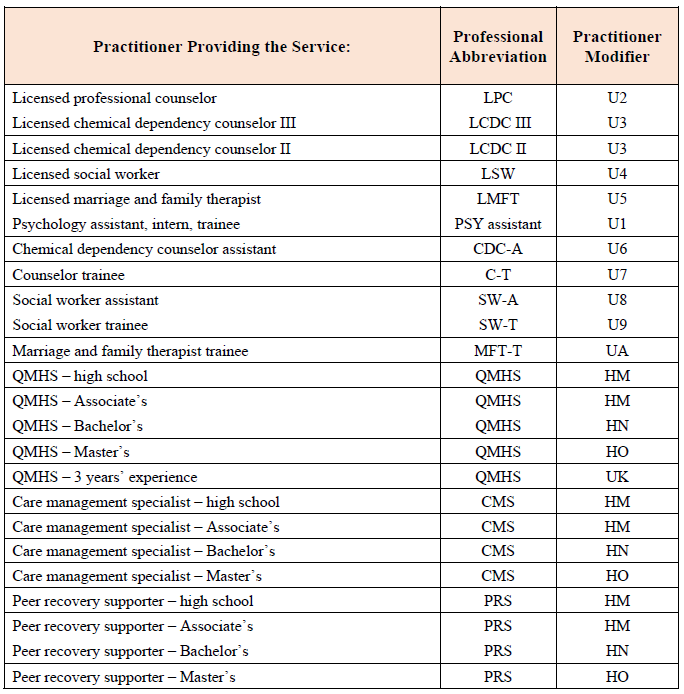 Practitioner Providing the Service: Professional Abbreviation Practitioner Modifier
Licensed professional counselor LPC U2
Licensed chemical dependency counselor III LCDC III U3
Licensed chemical dependency counselor II LCDC II U3
Licensed social worker LSW U4
Licensed marriage and family therapist LMFT U5
Psychology assistant, intern, trainee PSY assistant U1
Chemical dependency counselor assistant CDC-A U6
Counselor trainee C-T U7
Social worker assistant SW-A U8
Social worker trainee SW-T U9
Marriage and family therapist trainee MFT-T UA
QMHS – high school QMHS HM
QMHS – Associate’s QMHS HM
QMHS – Bachelor’s QMHS HN
QMHS – Master’s QMHS HO
QMHS – 3 years’ experience QMHS UK
Care management specialist – high school CMS HM
Care management specialist – Associate’s CMS HM
Care management specialist – Bachelor’s CMS HN
Care management specialist – Master’s CMS HO
Peer recovery supporter – high school PRS HM
Peer recovery supporter – Associate’s PRS HM
Peer recovery supporter – Bachelor’s PRS HN
Peer recovery supporter – Master’s PRS HO